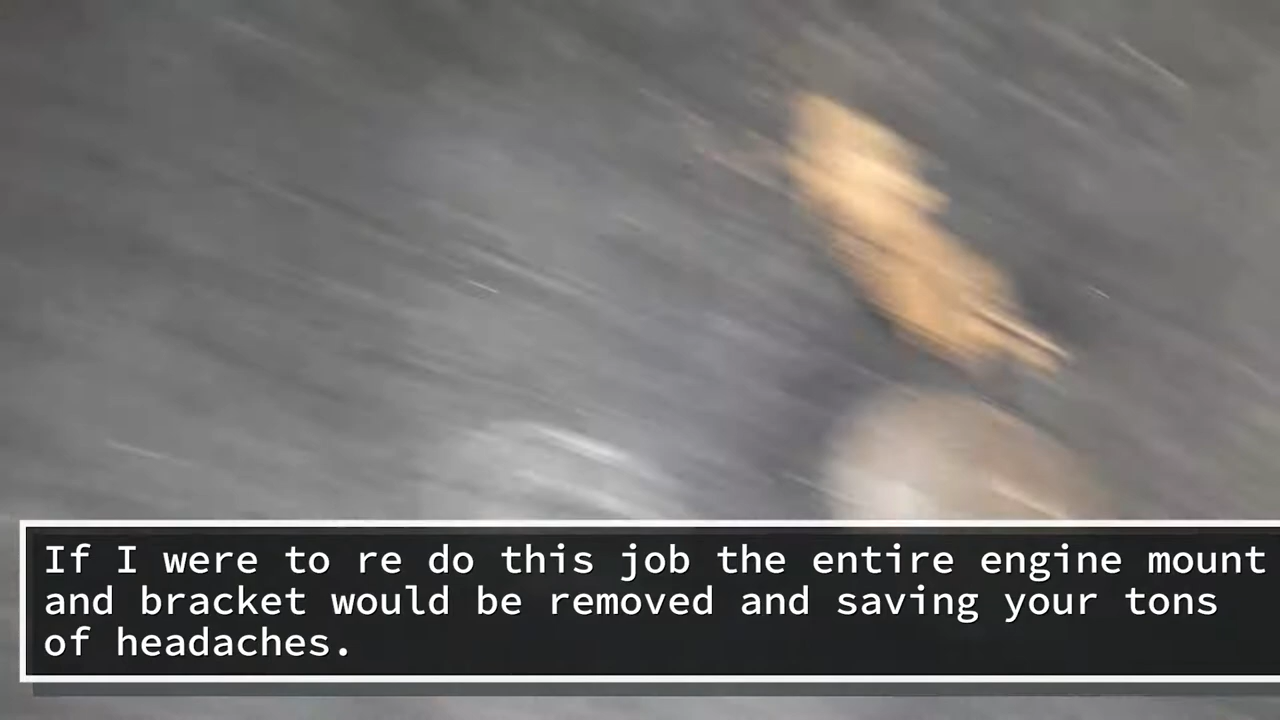 If I were to re do this job the entire engine mount
and bracket would be removed and saving your tons
of headaches.